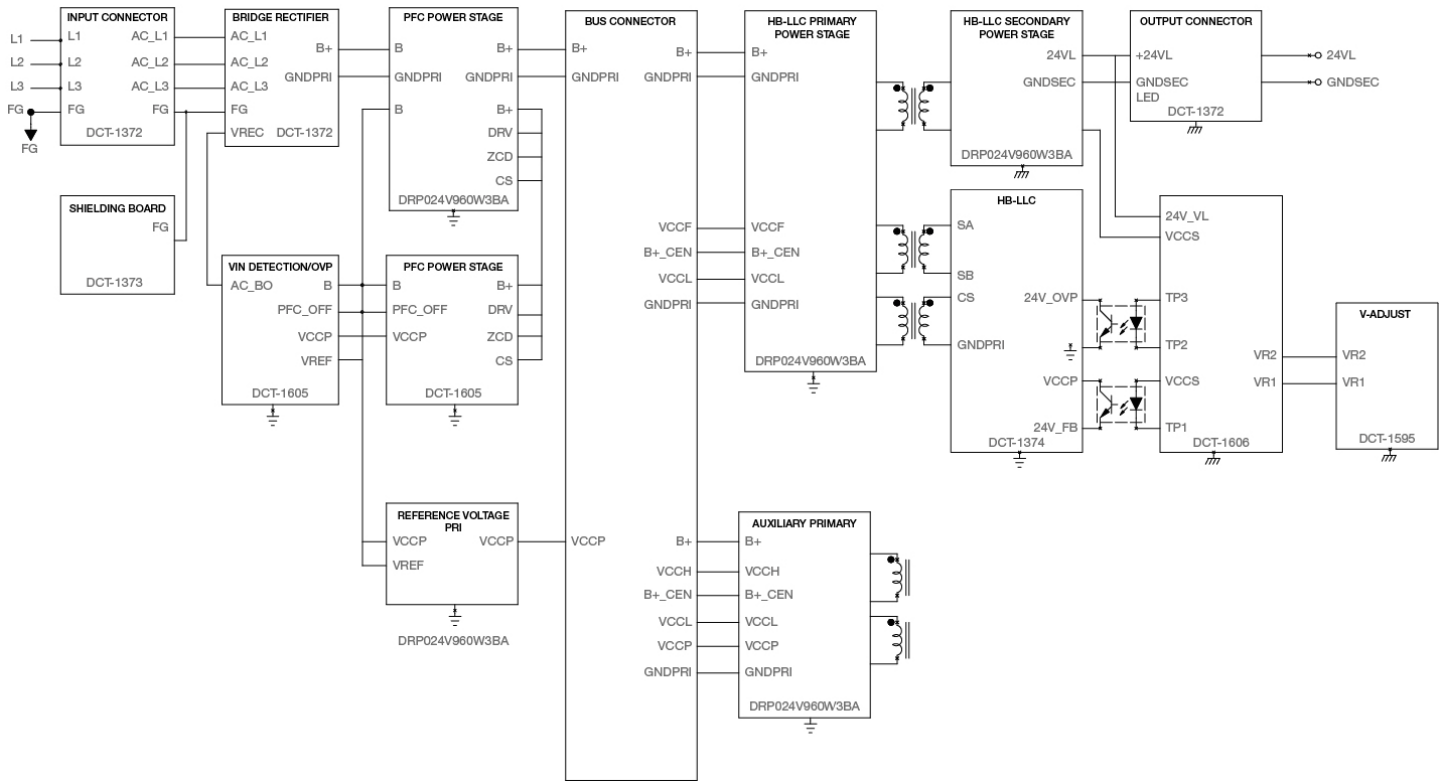 INPUT CONNECTOR
L1
L1
AC_L1
L2
L2
AC_L2
L3
L3
AC_L3
FG
FG
FG
DCT-1372
FG
BRIDGE RECTIFIER
AC_L1
B+
AC_L2
GNDPRI
AC_L3
FG
VREC
DCT-1372
PFC POWER STAGE
B
B+
GNDPRI
GNDPRI
B
B+
DRV
ZCD
CS
DRP024V960W3BA
SHIELDING BOARD
FG
DCT-1373
VIN DETECTION/OVP
AC_BO
B
PFC_OFF
VCCP
VREF
DCT-1605
PFC POWER STAGE
B
B+
PFC_OFF
DRV
VCCP
ZCD
CS
DCT-1605
REFERENCE VOLTAGE
PRI
VCCP
VCCP
VREF
DRP024V960W3BA
BUS CONNECTOR
B+
B+
GNDPRI
GNDPRI
VCCF
B+_CEN
VCCL
GNDPRI
VCCP
B+
VCCH
B+_CEN
VCCL
VCCP
GNDPRI
HB-LLC PRIMARY
POWER STAGE
B+
GNDPRI
VCCF
B+_CEN
VCCL
GNDPRI
DRP024V960W3BA
AUXILIARY PRIMARY
B+
VCCH
B+_CEN
VCCL
VCCP
GNDPRI
DRP024V960W3BA
HB-LLC SECONDARY
POWER STAGE
24VL
GNDSEC
DRP024V960W3BA
OUTPUT CONNECTOR
+24VL
GNDSEC
LED
DCT-1372
24VL
GNDSEC
HB-LLC
SA
SB
CS
24V_OVP
GNDPRI
VCCP
24V_FB
DCT-1374
24V_VL
VCCS
TP3
TP2
VR2
VCCS
VR1
TP1
DCT-1606
V-ADJUST
VR2
VR1
DCT-1595